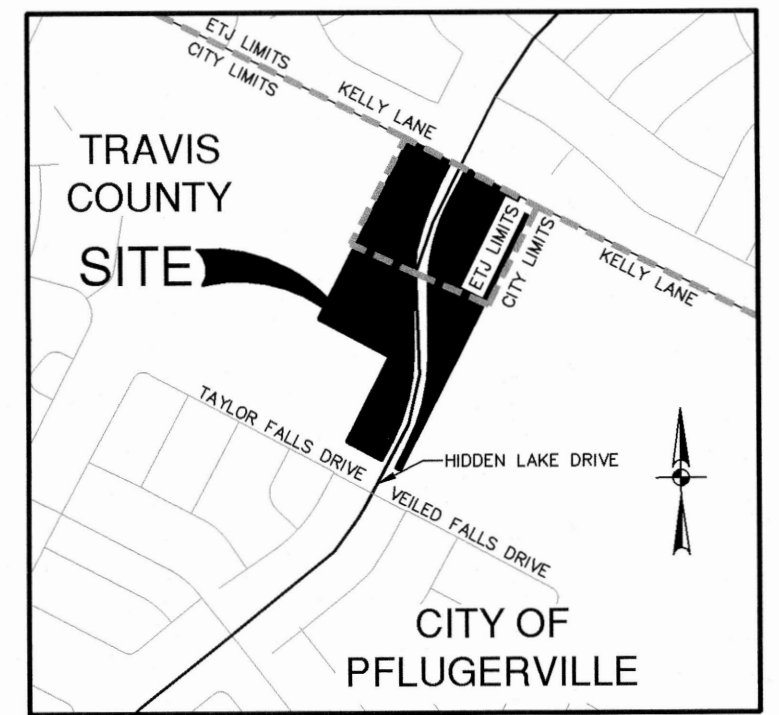 ETJ LIMITS
CITY LIMITS
KELLY LANE
TRAVIS
COUNTY
SITE
ETJ LIMITS
CITY LIMITS
KELLY LANE
TAYLOR FALLS DRIVE
HIDDEN LAKE DRIVE
VEILED FALLS DRIVE
CITY OF
PFLUGERVILLE